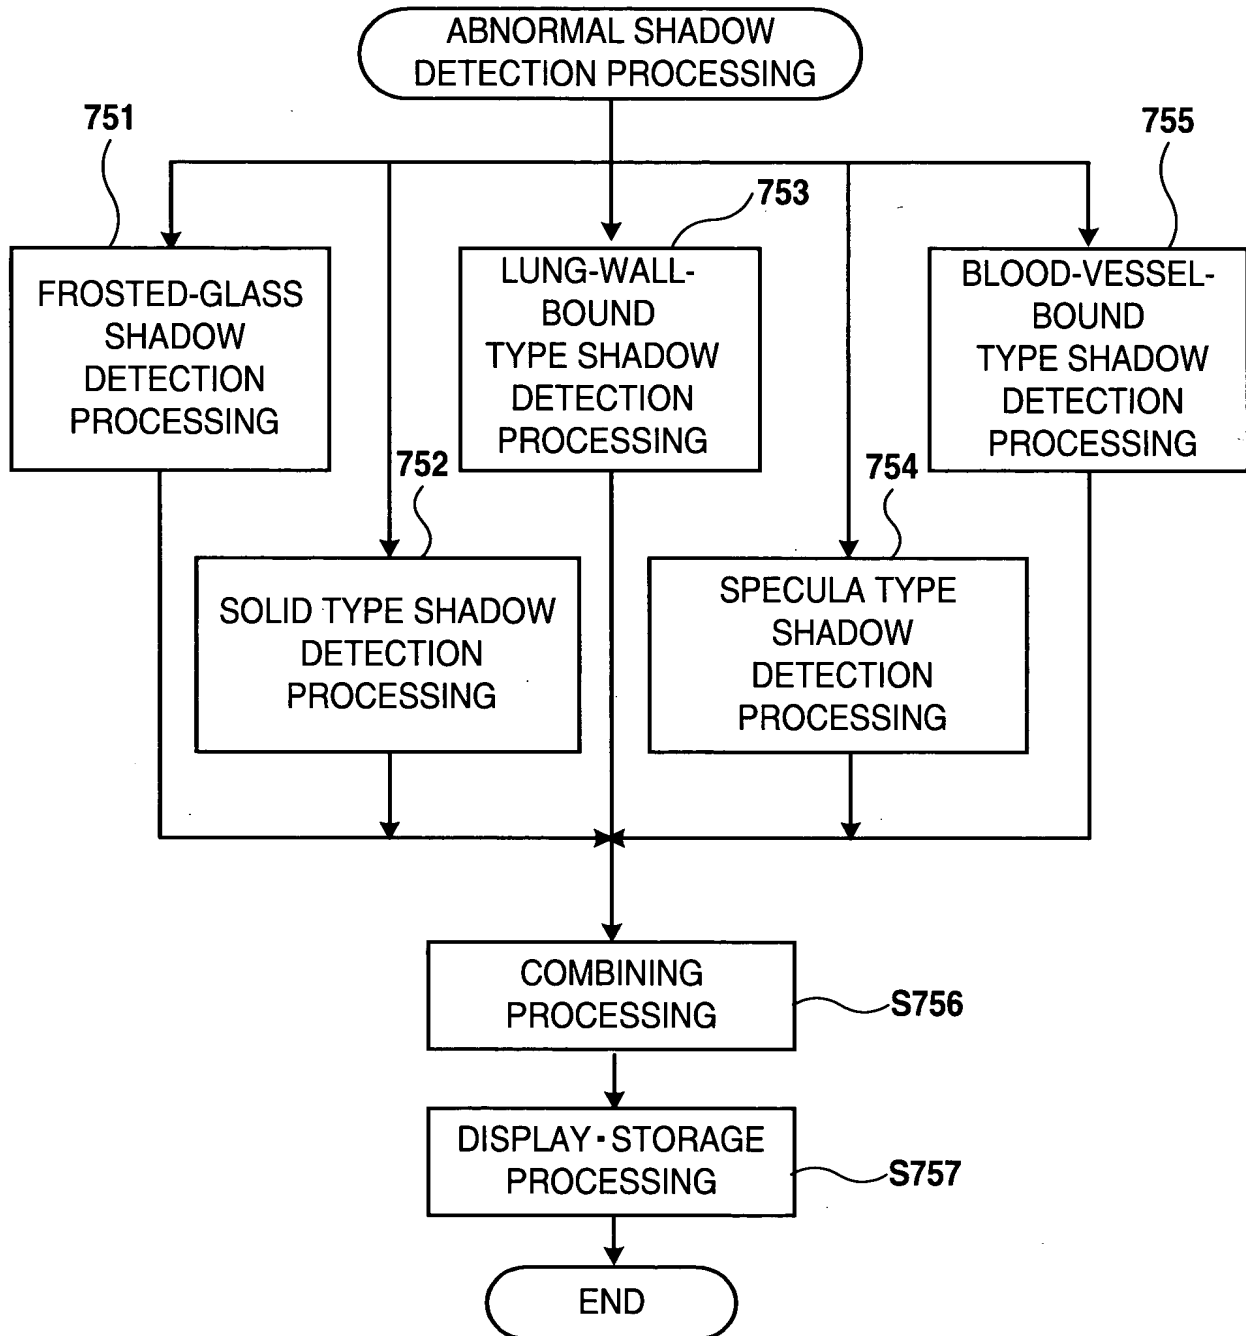 ABNORMAL SHADOW
DETECTION PROCESSING
751
FROSTED-GLASS
SHADOW
DETECTION
PROCESSING
752
SOLID TYPE SHADOW
DETECTION
PROCESSING
753
LUNG-WALL-
BOUND
TYPE SHADOW
DETECTION
PROCESSING
754
SPECULA TYPE
SHADOW
DETECTION
PROCESSING
755
BLOOD-VESSEL-
BOUND
TYPE SHADOW
DETECTION
PROCESSING
COMBINING
PROCESSING
S756
DISPLAY・STORAGE
PROCESSING
S757
END